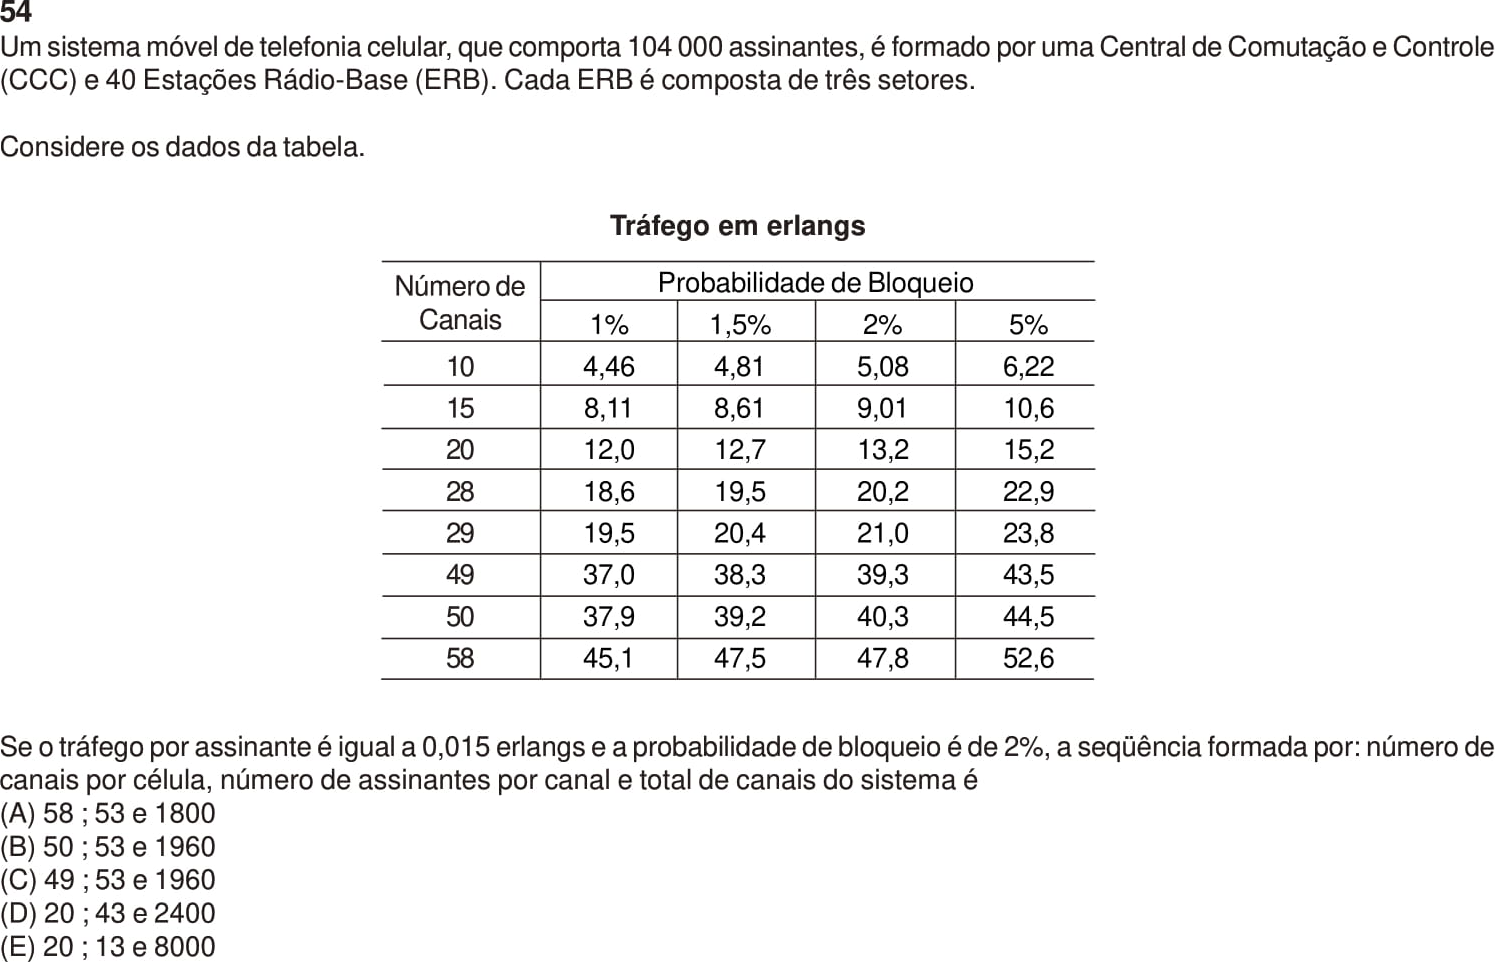 54
Um sistema móvel de telefonia celular, que comporta 104 000 assinantes, é formado por uma Central de Comutação e Controle
(CCC) e 40 Estações Rádio-Base (ERB). Cada ERB é composta de três setores.
Considere os dados da tabela.
Tráfego em erlangs
Número de Canais Probabilidade de Bloqueio
1% 1,5% 2% 5%
10 4,46 4,81 5,08 6,22
15 8,11 8,61 9,01 10,6
20 12,0 12,7 13,2 15,2
28 18,6 19,5 20,2 22,9
29 19,5 20,4 21,0 23,8
49 37,0 38,3 39,3 43,5
50 37,9 39,2 40,3 44,5
58 45,1 47,5 47,8 52,6
Se o tráfego por assinante é igual a 0,015 erlangs e a probabilidade de bloqueio é de 2%, a seqüência formada por: número de
canais por célula, número de assinantes por canal e total de canais do sistema é
(A) 58 ; 53 e 1800
(B) 50 ; 53 e 1960
(C) 49 ; 53 e 1960
(D) 20 ; 43 e 2400
(E) 20 ; 13 e 8000